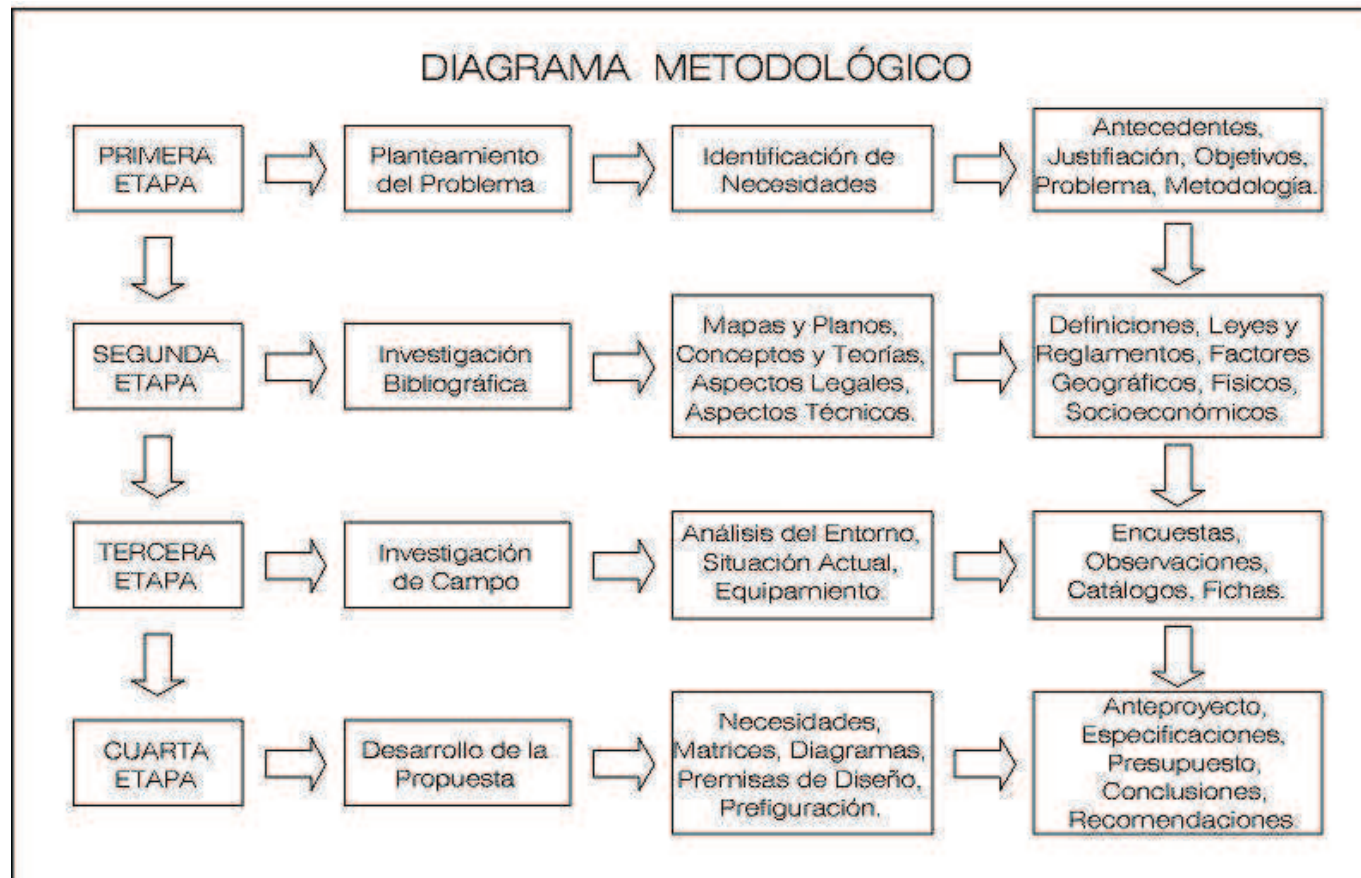 DIAGRAMA METODOLÓGICO
PRIMERA
ETAPA
Planteamiento
del Problema
Identificación de
Necesidades
Antecedentes,
Justifiación, Objetivos,
Problema, Metodología.
SEGUNDA
ETAPA
Investigación
Bibliográfica
Mapas y Planos,
Conceptos y Teorías,
Aspectos Legales,
Aspectos Técnicos.
Definiciones, Leyes y
Reglamentos, Factores
Geográficos, Físicos,
Socioeconómicos.
TERCERA
ETAPA
Investigación
de Campo
Análisis del Entorno,
Situación Actual,
Equipamiento.
Encuestas,
Observaciones,
Catálogos, Fichas.
CUARTA
ETAPA
Desarrollo de la
Propuesta
Necesidades,
Matrices, Diagramas,
Premisas de Diseño,
Prefiguración.
Anteproyecto,
Especificaciones,
Presupuesto,
Conclusiones,
Recomendaciones.